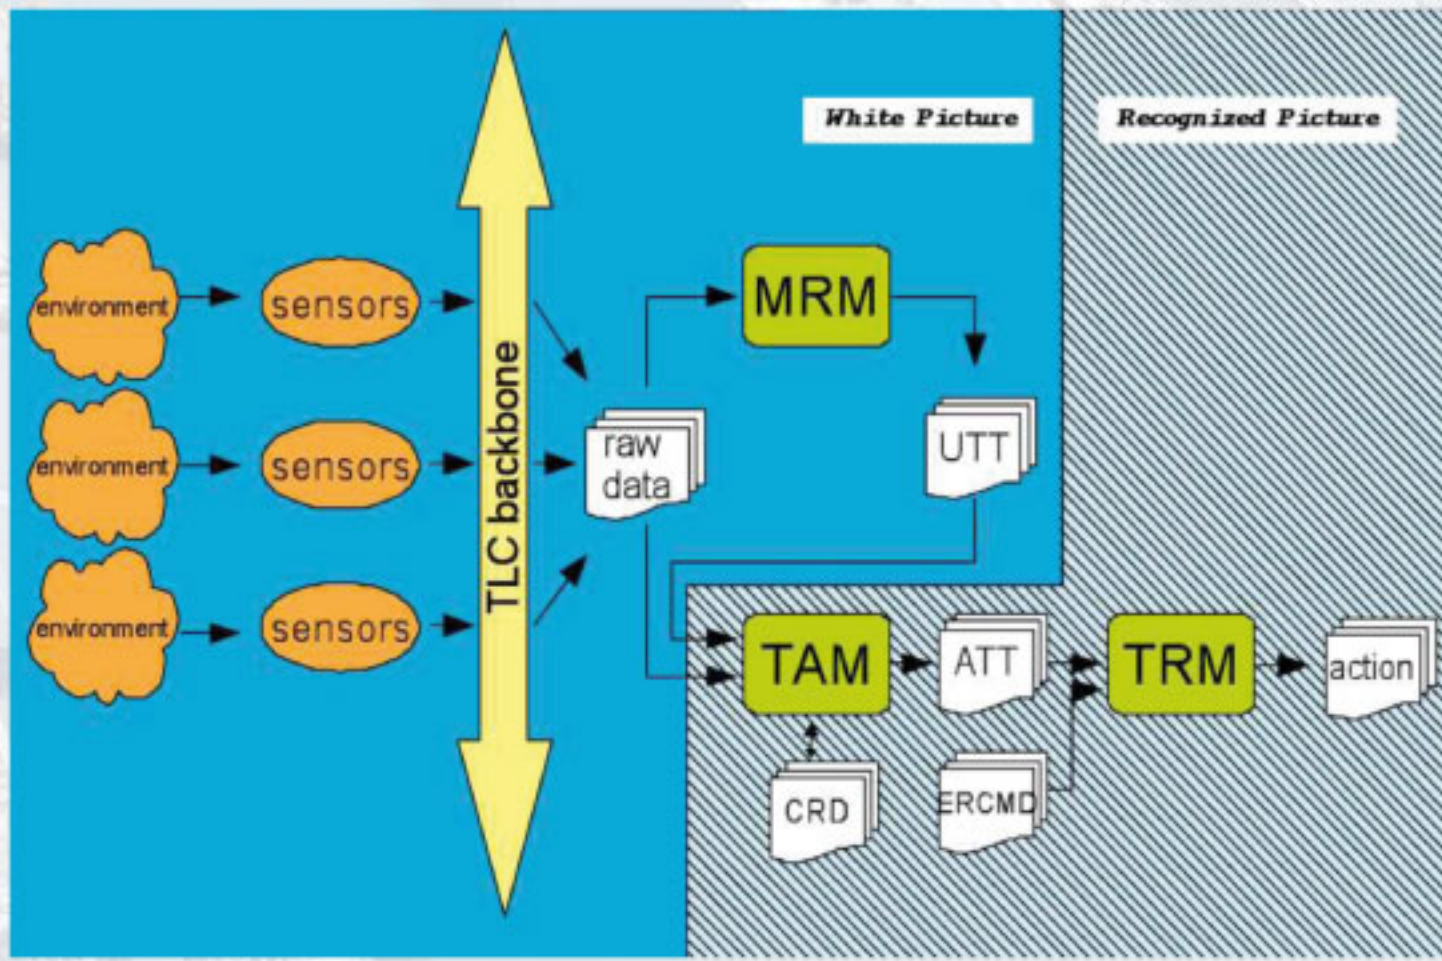 White Picture
Recognized Picture
environment
sensors
MRM
TLC backbone
raw
data
UTT
environment
sensors
environment
sensors
TAM
ATT
TRM
action
CRD
ERCMD